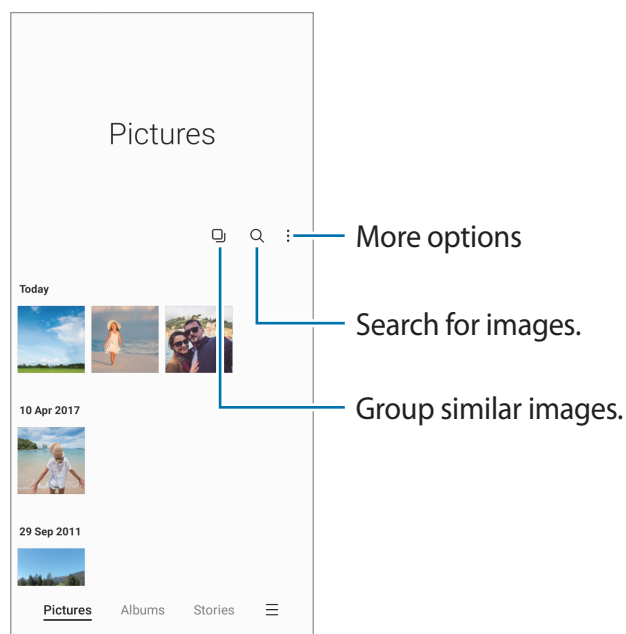 Pictures
More options
Today
Search for images.
Group similar images.
10 Apr 2017
29 Sep 2011
Pictures Albums Stories